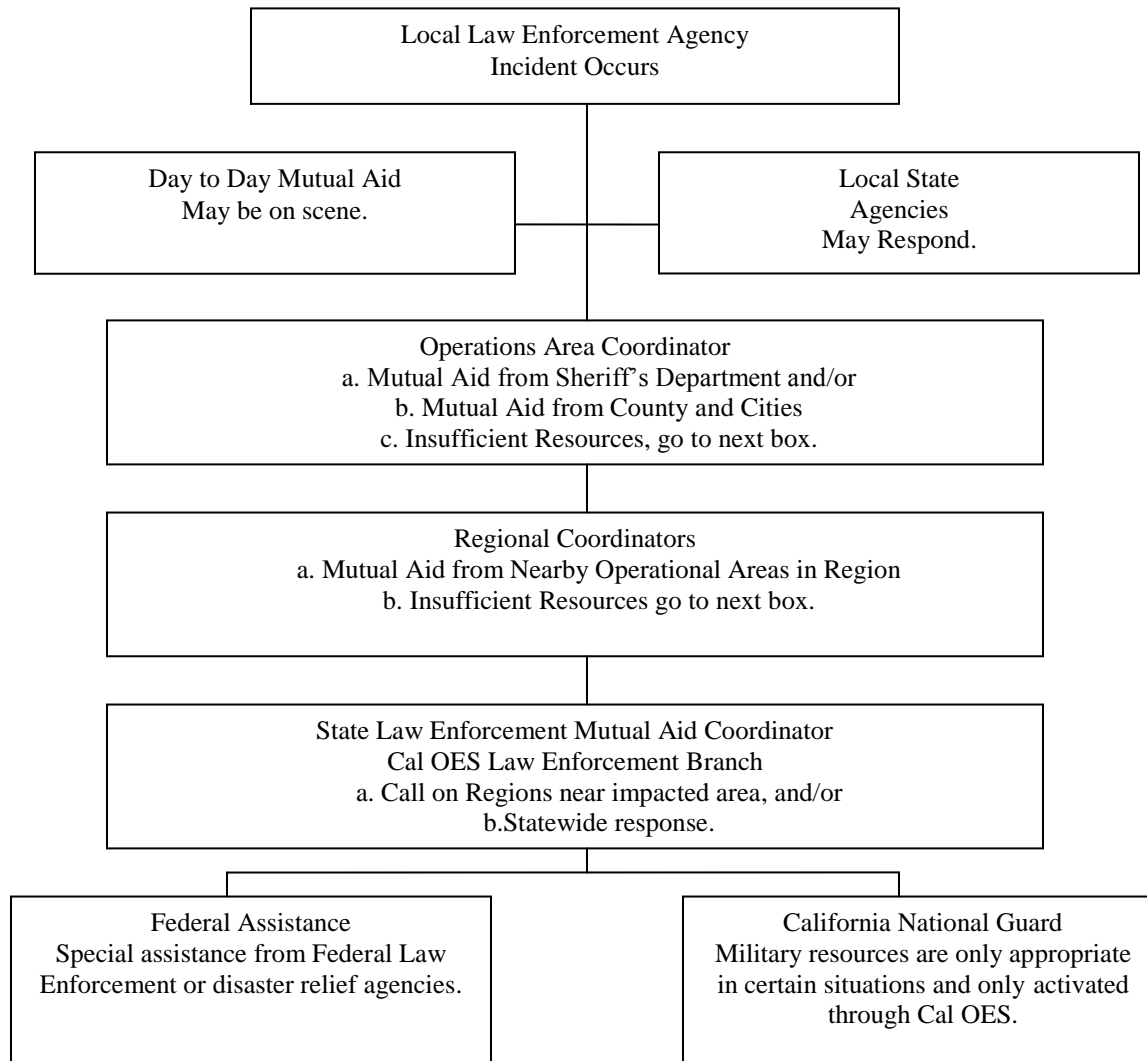 Local Law Enforcement Agency
Incident Occurs
Day to Day Mutual Aid
May be on scene.
Local State
Agencies
May Respond.
Operations Area Coordinator
a. Mutual Aid from Sheriff’s Department and/or
b. Mutual Aid from County and Cities
c. Insufficient Resources, go to next box.
Regional Coordinators
a. Mutual Aid from Nearby Operational Areas in Region
b. Insufficient Resources go to next box.
State Law Enforcement Mutual Aid Coordinator
Cal OES Law Enforcement Branch
a. Call on Regions near impacted area, and/or
b.Statewide response.
Federal Assistance
Special assistance from Federal Law
Enforcement or disaster relief agencies.
California National Guard
Military resources are only appropriate
in certain situations and only activated
through Cal OES.